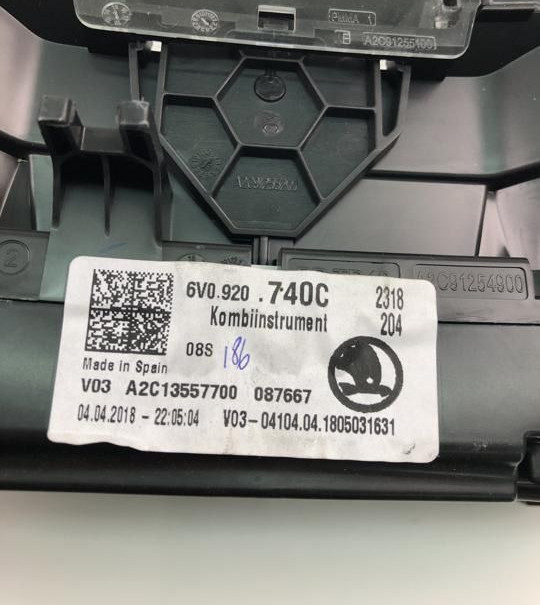 A2C91255100
6V0.920 .740C 2318
Kombiinstrument 204
08S 186
Made in Spain
V03 A2C13557700 087667
04.04.2018 - 22:05:04 V03-04104.04.1805031631
2
A2C91254900